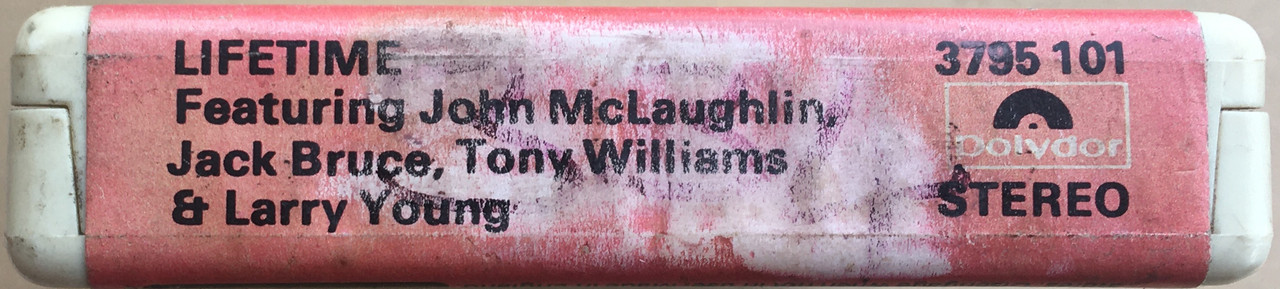 LIFETIME
Featuring John McLaughlin,
Jack Bruce, Tony Williams
& Larry Young
3795 101
Polydor
STEREO